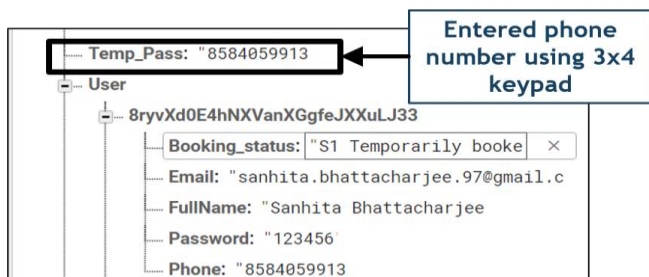 Entered phone
number using 3x4
keypad
Temp_Pass: "8584059913
User
8ryvXd0E4hNXVanXGgfeJXXuLJ33
Booking_status: "S1 Temporarily booke ×
Email: "sanhita.bhattacharjee.97@gmail.c
FullName: "Sanhita Bhattacharjee
Password: "123456'
Phone: "8584059913